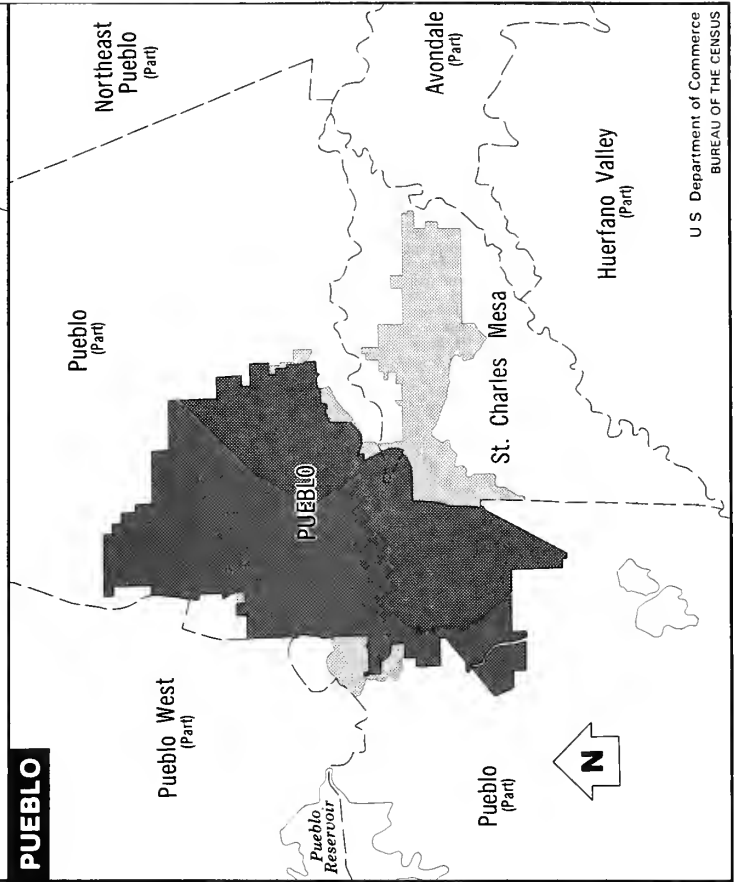 PUEBLO
Northeast
Pueblo
(Part)
Pueblo
(Part)
Avondale
(Part)
PUEBLO
Pueblo West
(Part)
St. Charles Mesa
Huerfano Valley
(Part)
Pueblo
Reservoir
Pueblo
(Part)
N
U S Department of Commerce
BUREAU OF THE CENSUS